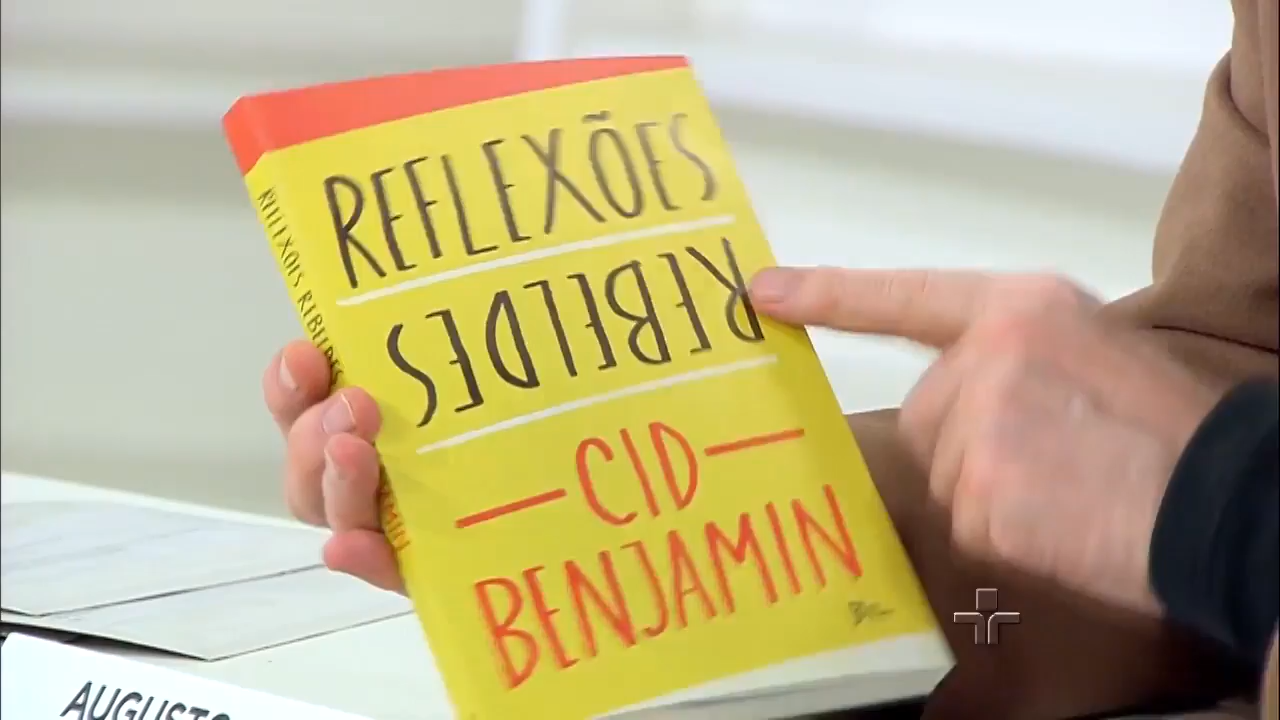 REFLEXÕES
REBELDES
CID
BENJAMIN
REFLEXÕES REBELDES
AUGUSTO